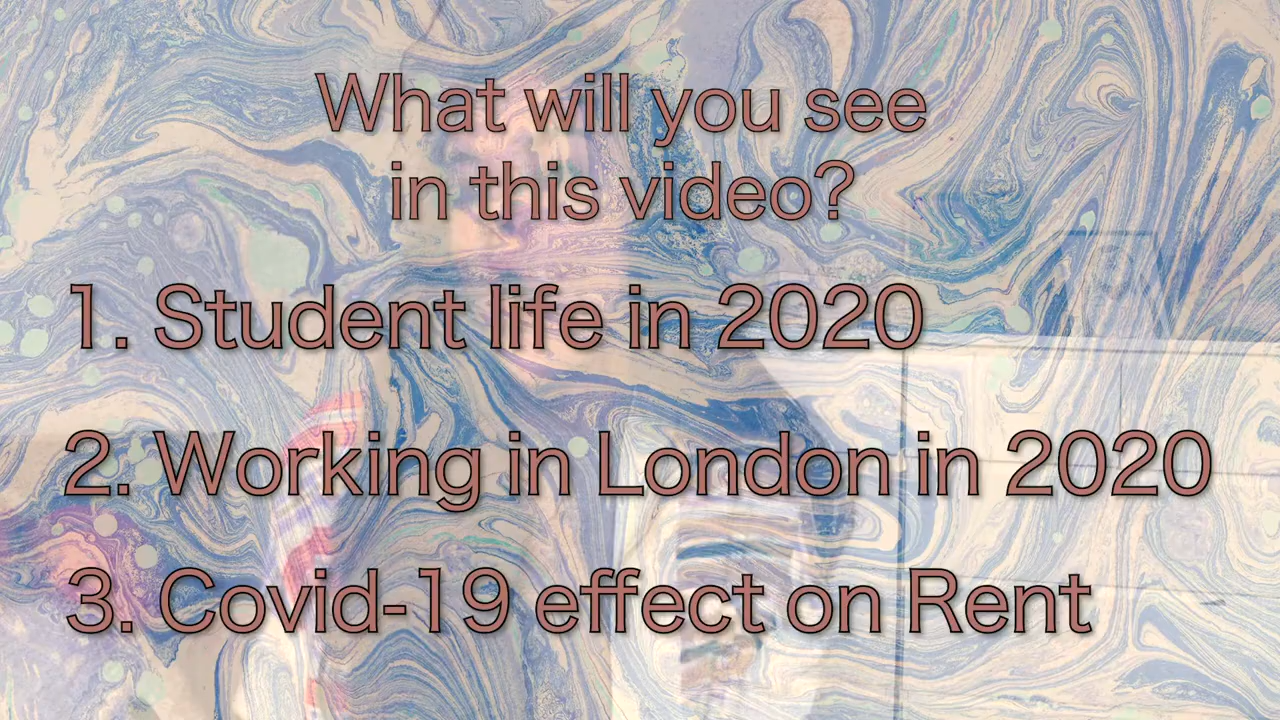 What will you see
in this video?
1. Student life in 2020
2. Working in London in 2020
3. Covid-19 effect on Rent